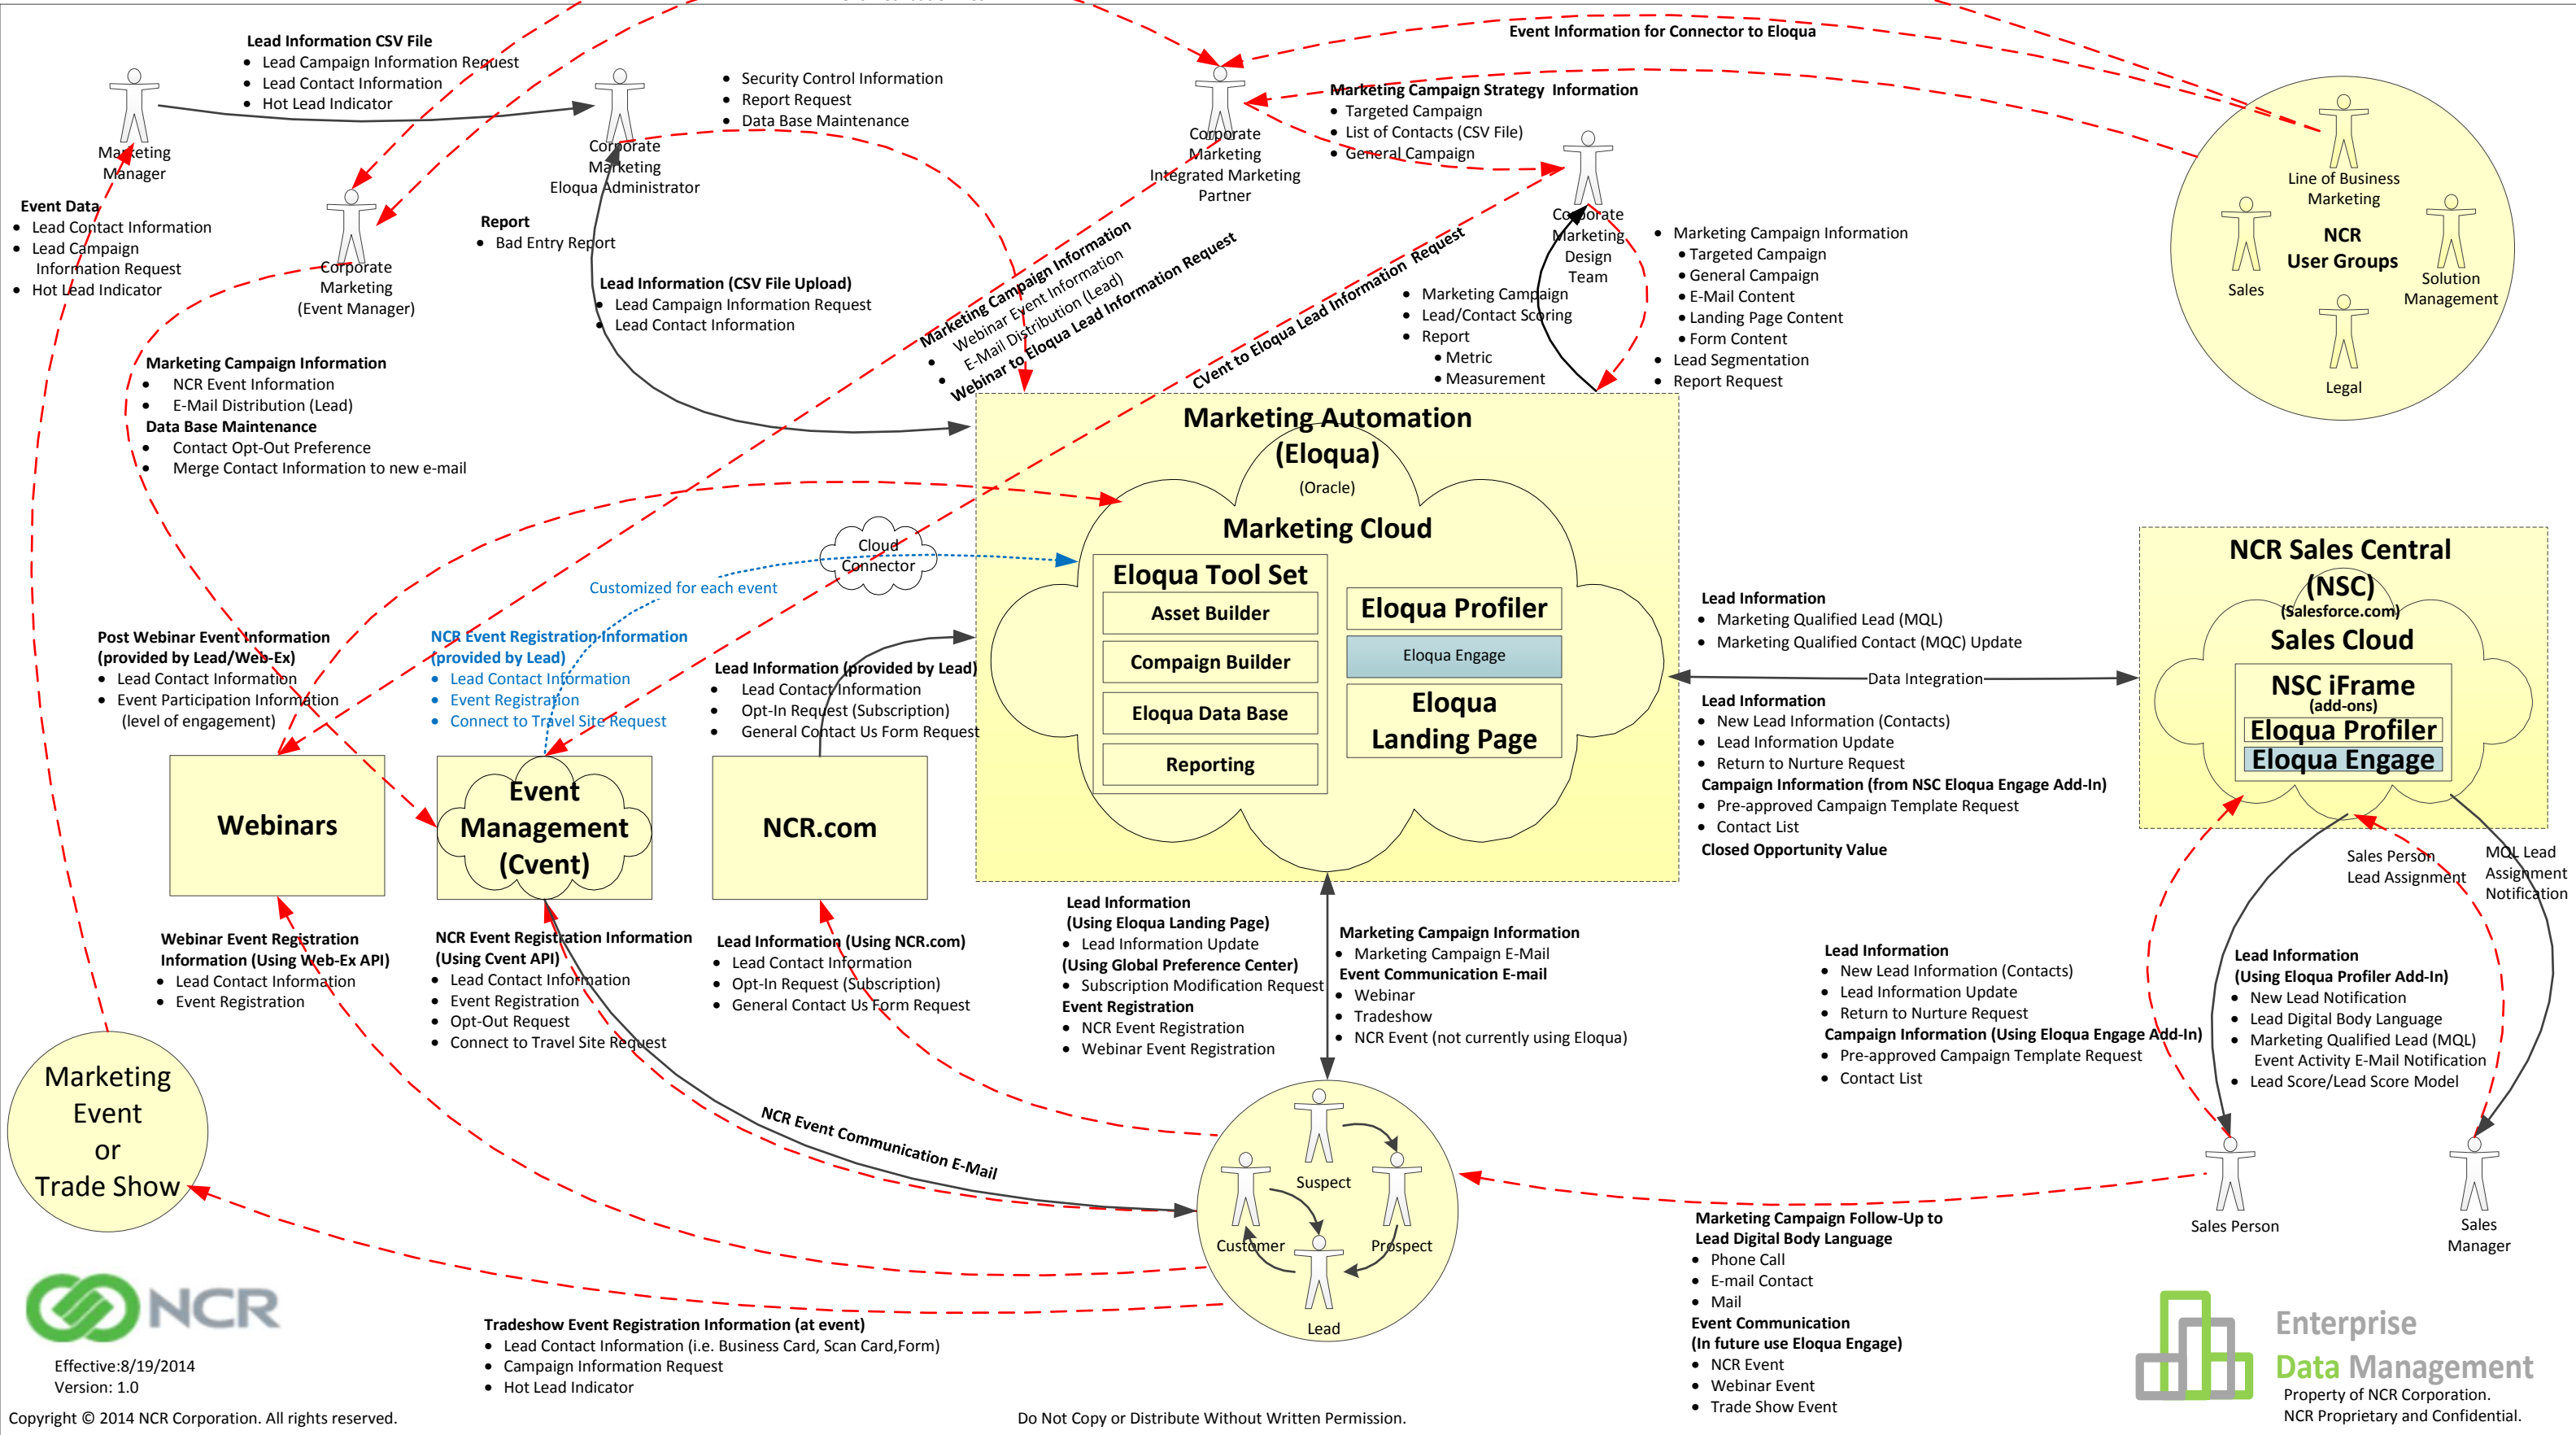 Event Information for Connector to Eloqua
Lead Information CSV File
• Lead Campaign Information Request
• Lead Contact Information
• Hot Lead Indicator
• Security Control Information
• Report Request
• Data Base Maintenance
Marketing Campaign Strategy Information
• Targeted Campaign
• List of Contacts (CSV File)
• General Campaign
Marketing
Manager
Corporate
Marketing
Eloqua Administrator
Corporate
Marketing
Integrated Marketing
Partner
Line of Business
Marketing
NCR
User Groups
Sales
Solution
Management
Legal
Event Data
• Lead Contact Information
• Lead Campaign
Information Request
• Hot Lead Indicator
Corporate
Marketing
(Event Manager)
Report
• Bad Entry Report
Lead Information (CSV File Upload)
• Lead Campaign Information Request
• Lead Contact Information
Marketing Campaign Information
• Webinar Event Information
• E-Mail Distribution (Lead)
Webinar to Eloqua Lead Information Request
CVent to Eloqua Lead Information Request
Corporate
Marketing
Design
Team
• Marketing Campaign
• Lead/Contact Scoring
• Report
• Metric
• Measurement
• Marketing Campaign Information
• Targeted Campaign
• General Campaign
• E-Mail Content
• Landing Page Content
• Form Content
• Lead Segmentation
• Report Request
Marketing Campaign Information
• NCR Event Information
• E-Mail Distribution (Lead)
Data Base Maintenance
• Contact Opt-Out Preference
• Merge Contact Information to new e-mail
Marketing Automation
(Eloqua)
(Oracle)
Marketing Cloud
Eloqua Tool Set
Asset Builder
Compaign Builder
Eloqua Data Base
Reporting
Eloqua Profiler
Eloqua Engage
Eloqua
Landing Page
Cloud
Connector
Customized for each event
Post Webinar Event Information
(provided by Lead/Web-Ex)
• Lead Contact Information
• Event Participation Information
(level of engagement)
NCR Event Registration Information
(provided by Lead)
• Lead Contact Information
• Event Registration
• Connect to Travel Site Request
Lead Information (provided by Lead)
• Lead Contact Information
• Opt-In Request (Subscription)
• General Contact Us Form Request
Lead Information
• Marketing Qualified Lead (MQL)
• Marketing Qualified Contact (MQC) Update
Data Integration
Lead Information
• New Lead Information (Contacts)
• Lead Information Update
• Return to Nurture Request
Campaign Information (from NSC Eloqua Engage Add-In)
• Pre-approved Campaign Template Request
• Contact List
Closed Opportunity Value
NCR Sales Central
(NSC)
(Salesforce.com)
Sales Cloud
NSC iFrame
(add-ons)
Eloqua Profiler
Eloqua Engage
Webinars
Event
Management
(Cvent)
NCR.com
Sales Person
Lead Assignment
MQL Lead
Assignment
Notification
Webinar Event Registration
Information (Using Web-Ex API)
• Lead Contact Information
• Event Registration
NCR Event Registration Information
(Using Cvent API)
• Lead Contact Information
• Event Registration
• Opt-Out Request
• Connect to Travel Site Request
Lead Information (Using NCR.com)
• Lead Contact Information
• Opt-In Request (Subscription)
• General Contact Us Form Request
Lead Information
(Using Eloqua Landing Page)
• Lead Information Update
(Using Global Preference Center)
• Subscription Modification Request
Event Registration
• NCR Event Registration
• Webinar Event Registration
Marketing Campaign Information
• Marketing Campaign E-Mail
Event Communication E-mail
• Webinar
• Tradeshow
• NCR Event (not currently using Eloqua)
Lead Information
• New Lead Information (Contacts)
• Lead Information Update
• Return to Nurture Request
Campaign Information (Using Eloqua Engage Add-In)
• Pre-approved Campaign Template Request
• Contact List
Lead Information
(Using Eloqua Profiler Add-In)
• New Lead Notification
• Lead Digital Body Language
• Marketing Qualified Lead (MQL)
Event Activity E-Mail Notification
• Lead Score/Lead Score Model
Marketing
Event
or
Trade Show
NCR Event Communication E-Mail
Suspect
Customer
Prospect
Lead
Sales Person
Sales
Manager
Marketing Campaign Follow-Up to
Lead Digital Body Language
• Phone Call
• E-mail Contact
• Mail
Event Communication
(In future use Eloqua Engage)
• NCR Event
• Webinar Event
• Trade Show Event
Tradeshow Event Registration Information (at event)
• Lead Contact Information (i.e. Business Card, Scan Card,Form)
• Campaign Information Request
• Hot Lead Indicator
NCR
Effective:8/19/2014
Version: 1.0
Copyright © 2014 NCR Corporation. All rights reserved.
Do Not Copy or Distribute Without Written Permission.
Enterprise
Data Management
Property of NCR Corporation.
NCR Proprietary and Confidential.